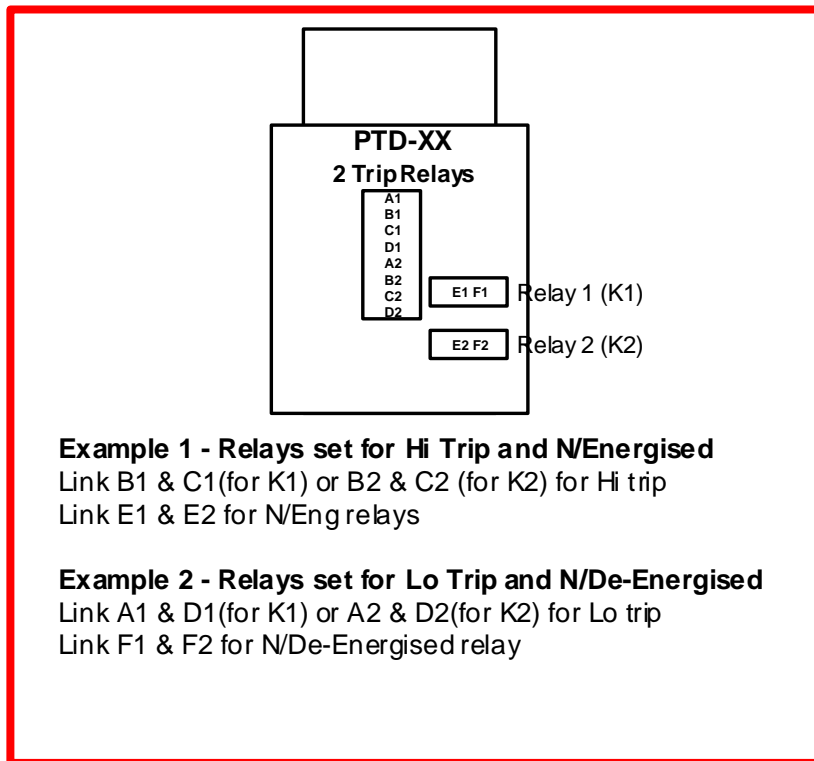 PTD-XX
2 Trip Relays
A1
B1
C1
D1
A2
B2
C2
D2
E1 F1 Relay 1 (K1)
E2 F2 Relay 2 (K2)
Example 1 - Relays set for Hi Trip and N/Energised
Link B1 & C1(for K1) or B2 & C2 (for K2) for Hi trip
Link E1 & E2 for N/Eng relays
Example 2 - Relays set for Lo Trip and N/De-Energised
Link A1 & D1(for K1) or A2 & D2(for K2) for Lo trip
Link F1 & F2 for N/De-Energised relay